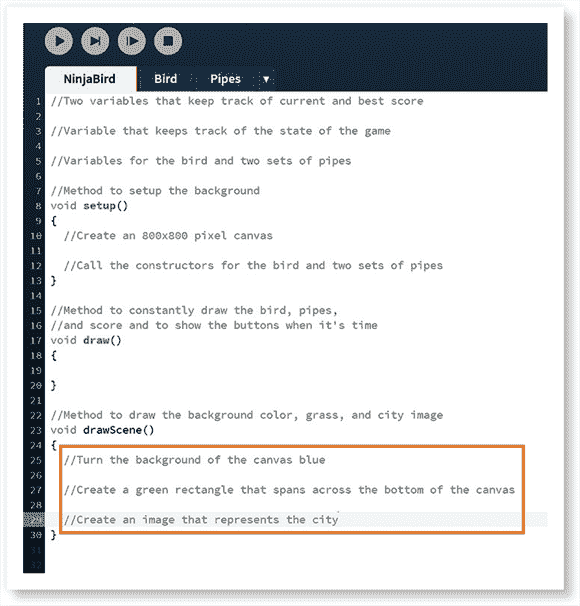 NinjaBird Bird Pipes ▼
1 //Two variables that keep track of current and best score
2
3 //Variable that keeps track of the state of the game
4
5 //Variables for the bird and two sets of pipes
6
7 //Method to setup the background
8 void setup()
9 {
10 //Create an 800x800 pixel canvas
11
12 //Call the constructors for the bird and two sets of pipes
13 }
14
15 //Method to constantly draw the bird, pipes,
16 //and score and to show the buttons when it's time
17 void draw()
18 {
19
20 }
21
22 //Method to draw the background color, grass, and city image
23 void drawScene()
24 {
25 //Turn the background of the canvas blue
26
27 //Create a green rectangle that spans across the bottom of the canvas
28
29 //Create an image that represents the city
30 }
31
32